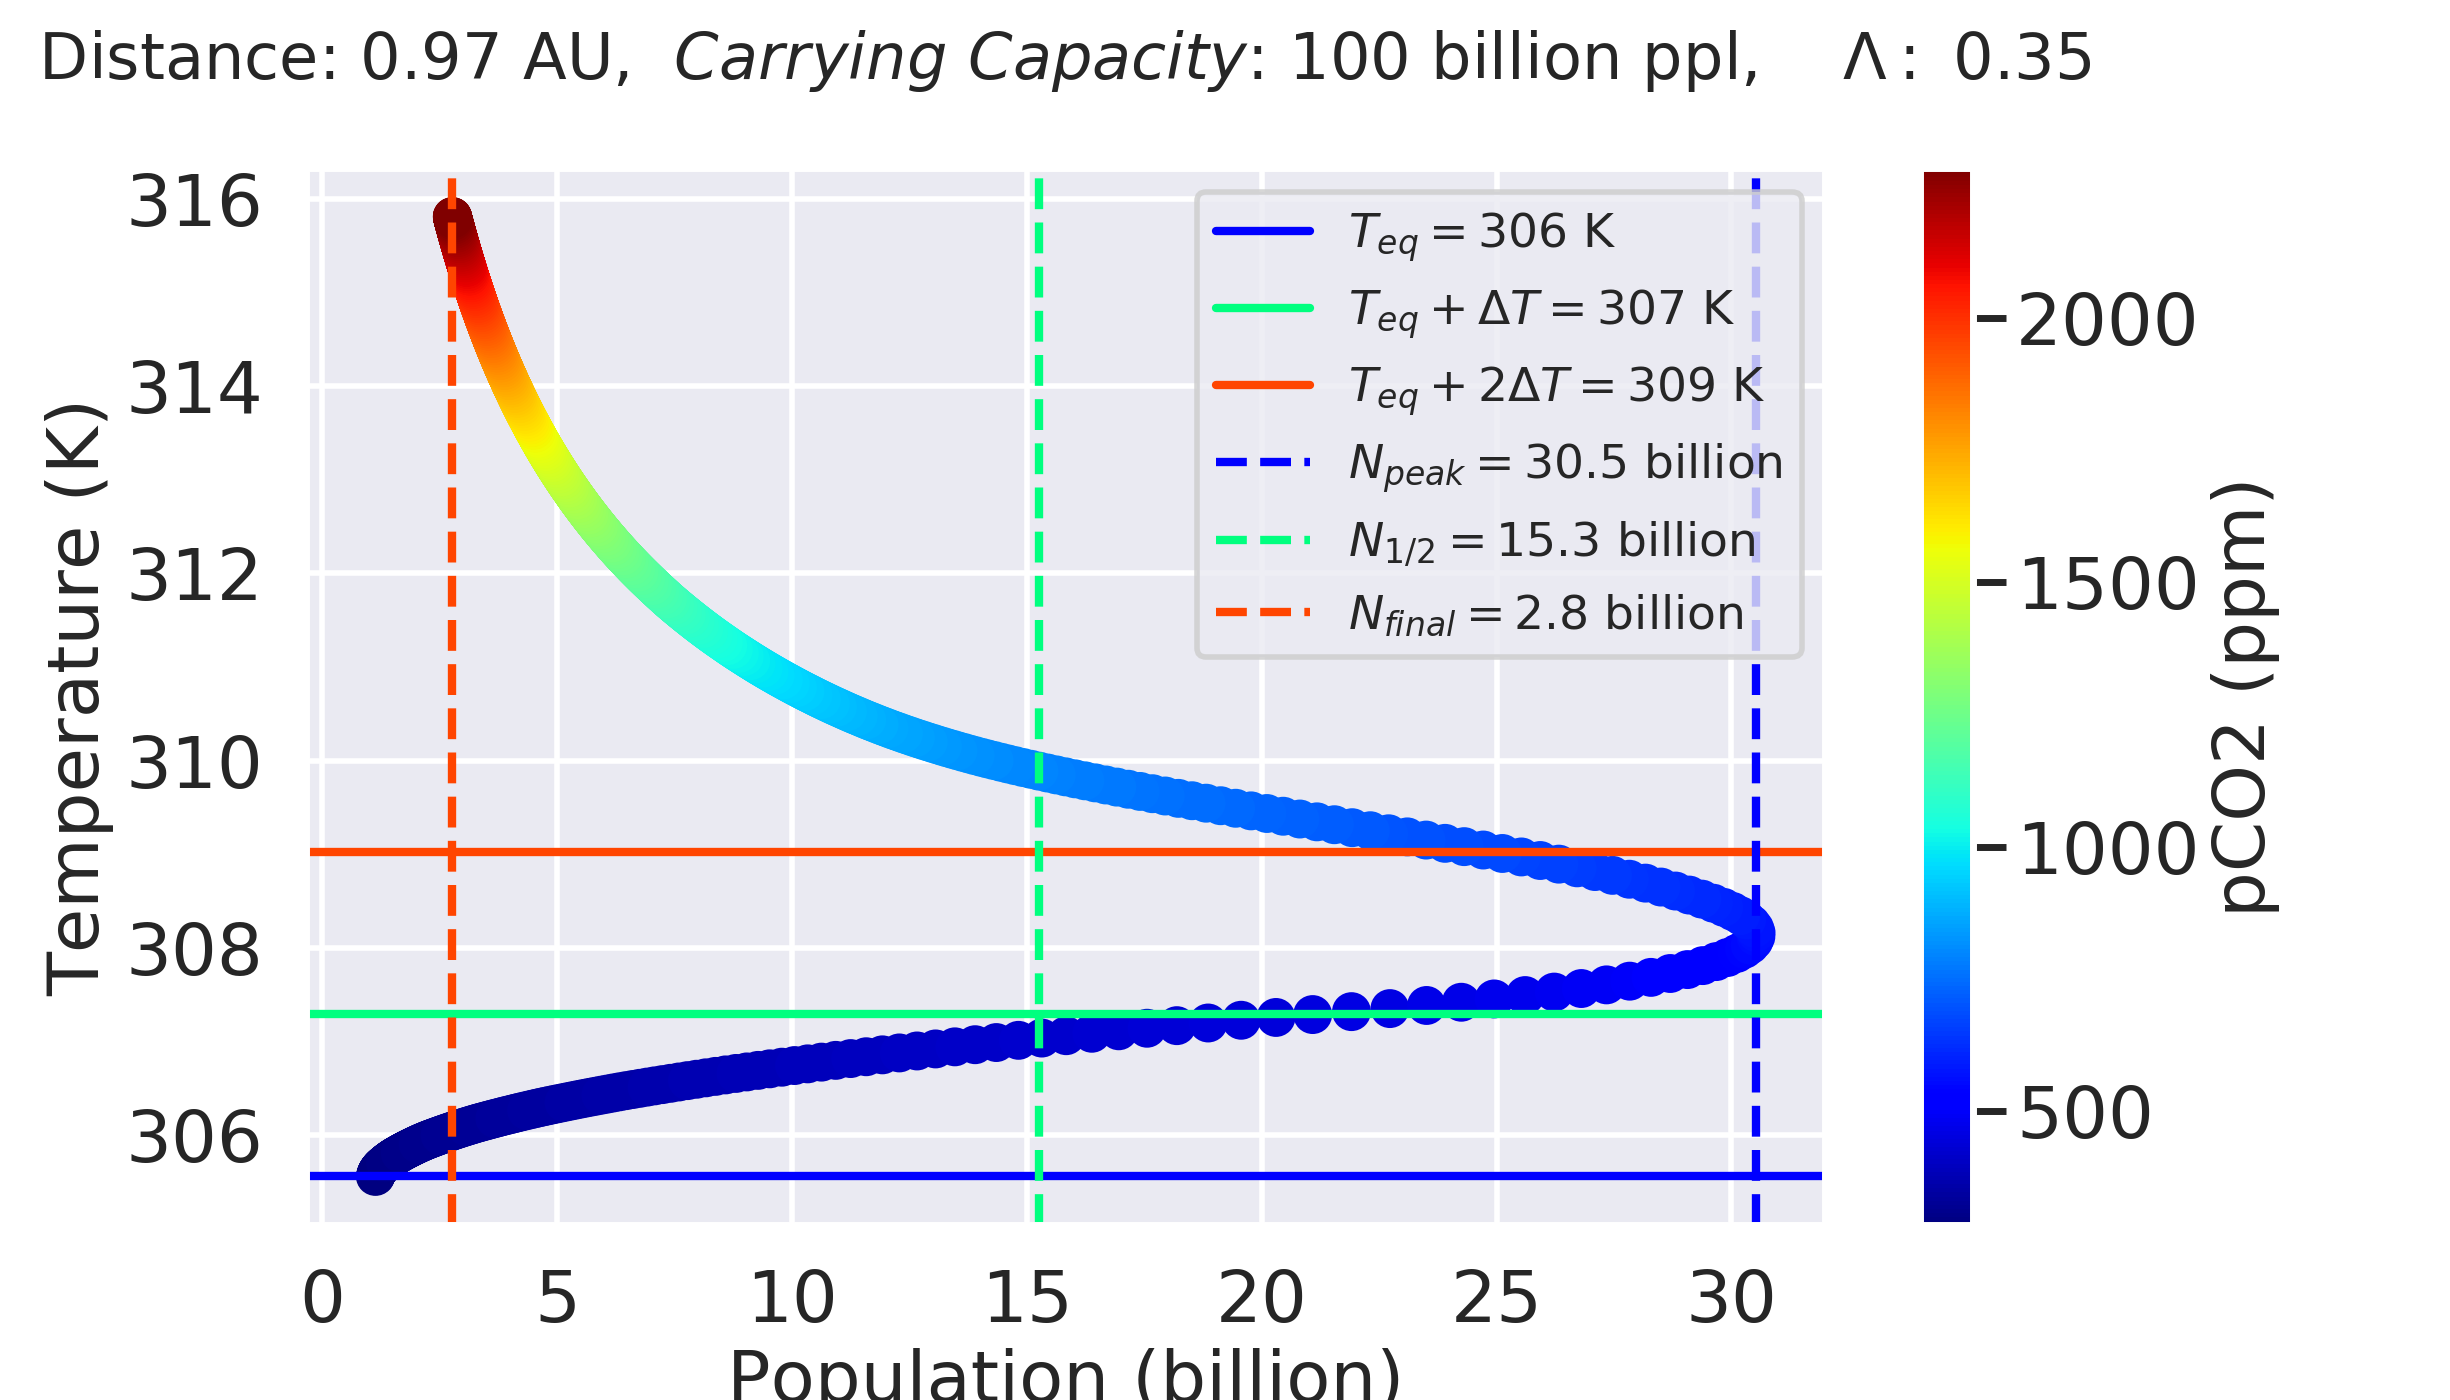 Distance: 0.97 AU, Carrying Capacity: 100 billion ppl, Λ : 0.35
316
314
312
310
308
306
Temperature (K)
T_eq = 306 K
T_eq + ΔT = 307 K
T_eq + 2ΔT = 309 K
N_peak = 30.5 billion
N_1/2 = 15.3 billion
N_final = 2.8 billion
0 5 10 15 20 25 30
Population (billion)
2000
1500
1000
500
pCO2 (ppm)